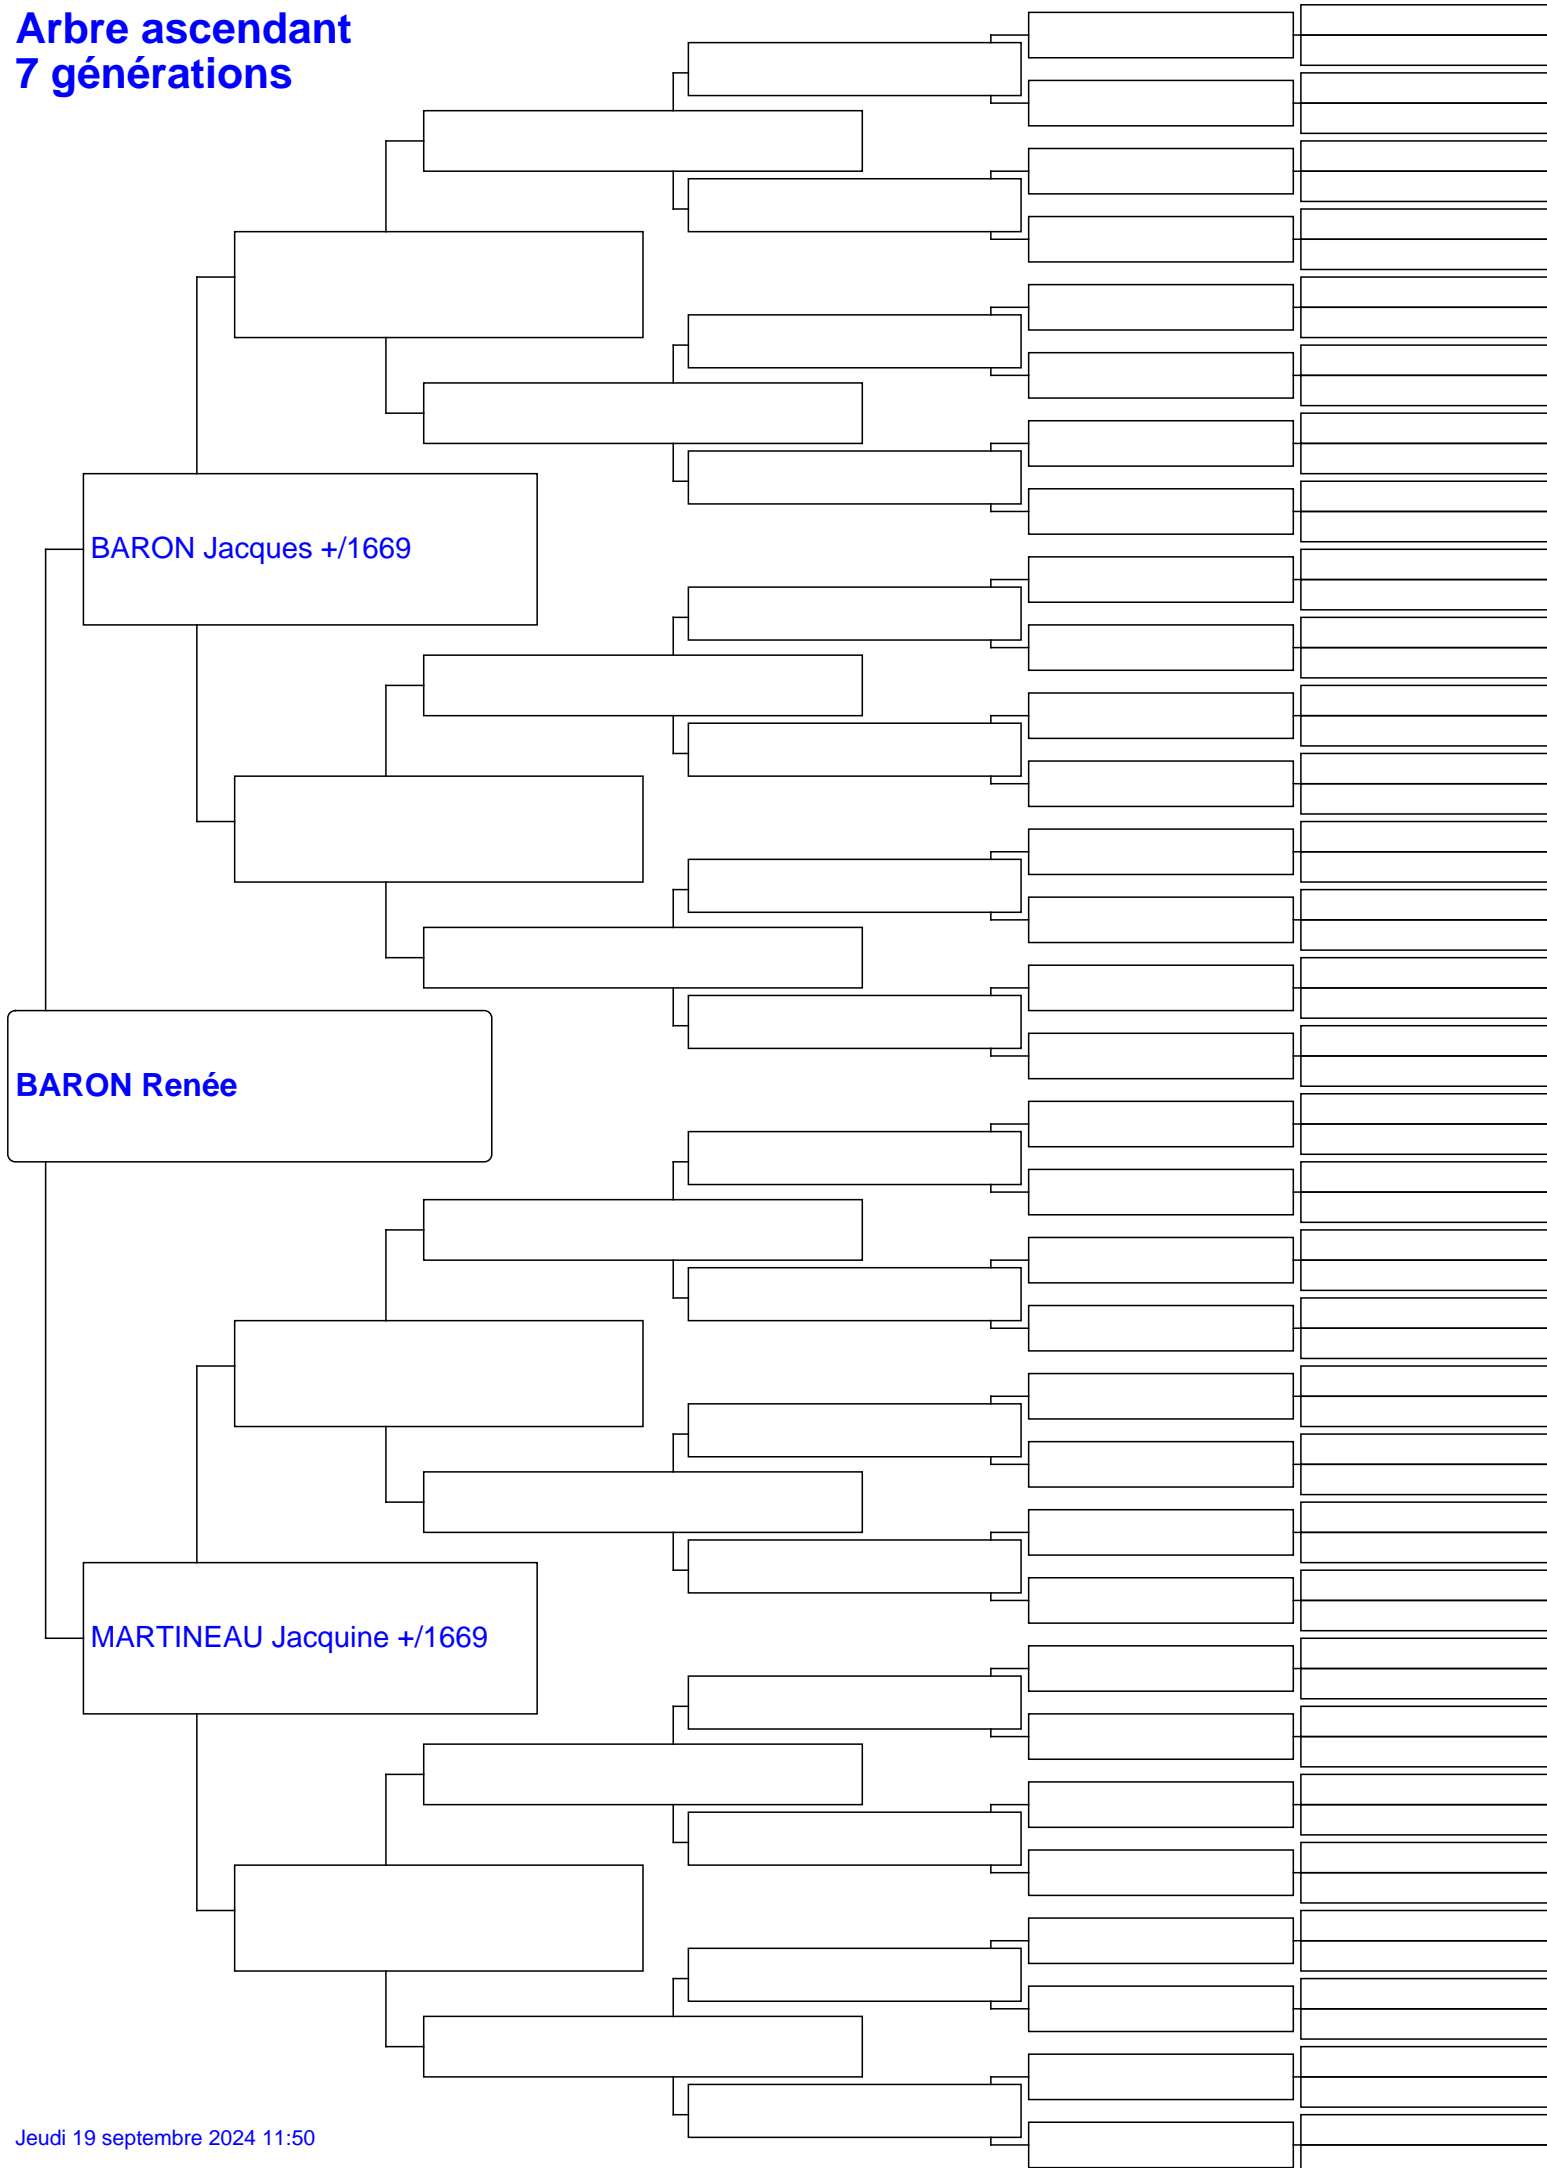 Arbre ascendant
7 générations
BARON Jacques +/1669
BARON Renée
MARTINEAU Jacquine +/1669
Jeudi 19 septembre 2024 11:50